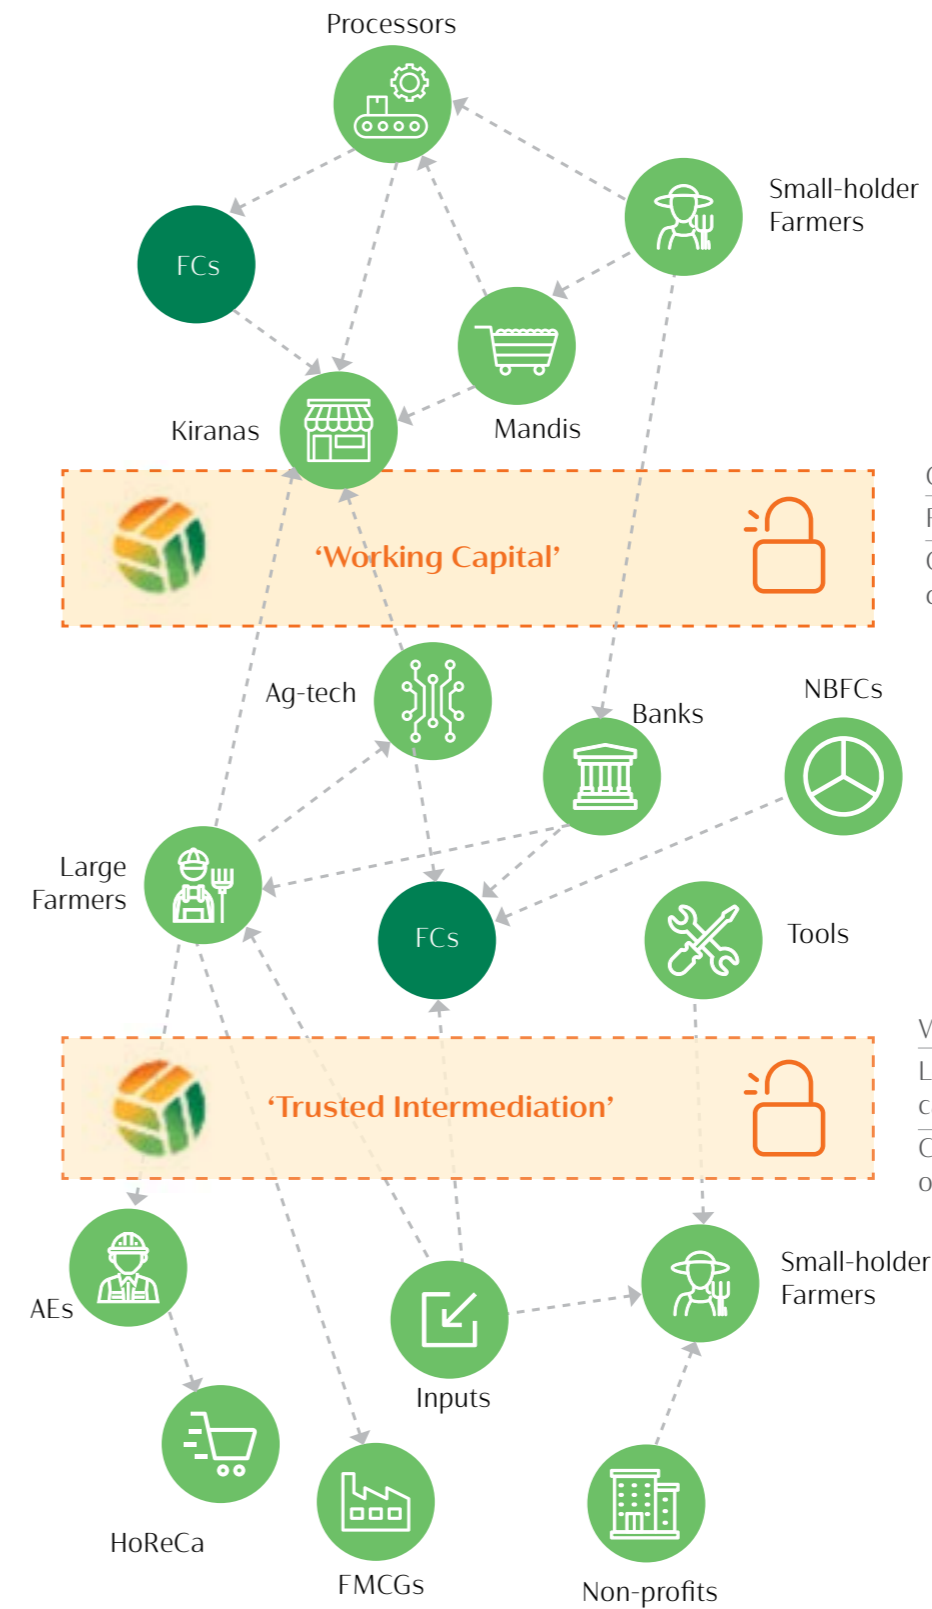 Processors
Small-holder
Farmers
FCs
Kiranas
Mandis
‘Working Capital’
Ag-tech
Banks
NBFCs
Large
Farmers
FCs
Tools
‘Trusted Intermediation’
AEs
Small-holder
Farmers
Inputs
HoReCa
FMCGs
Non-profits